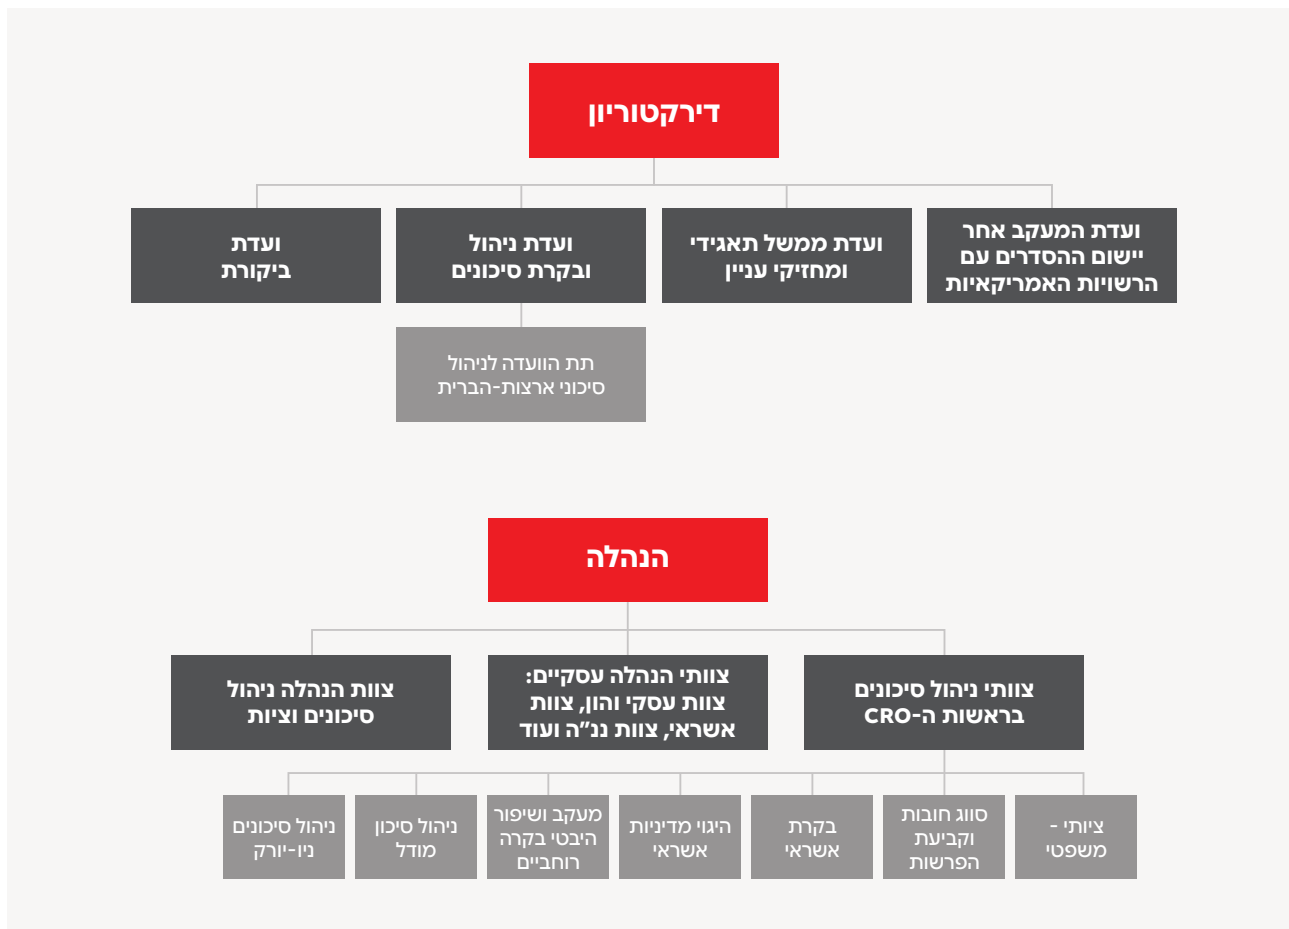 דירקטוריון
ועדת המעקב אחר
יישום ההסדרים עם
הרשויות האמריקאיות
ועדת ממשל תאגידי
ומחזיקי עניין
ועדת ניהול
ובקרת סיכונים
ועדת
ביקורת
תת הוועדה לניהול
סיכוני ארצות-הברית
הנהלה
צוותי ניהול סיכונים
בראשות ה-CRO
צוותי הנהלה עסקיים:
צוות עסקי והון, צוות
אשראי, צוות ננ"ה ועוד
צוות הנהלה ניהול
סיכונים וציות
ציותי -
משפטי
סווג חובות
וקביעת
הפרשות
בקרת
אשראי
היגוי מדיניות
אשראי
מעקב ושיפור
היבטי בקרה
רוחביים
ניהול סיכון
מודל
ניהול סיכונים
ניו-יורק